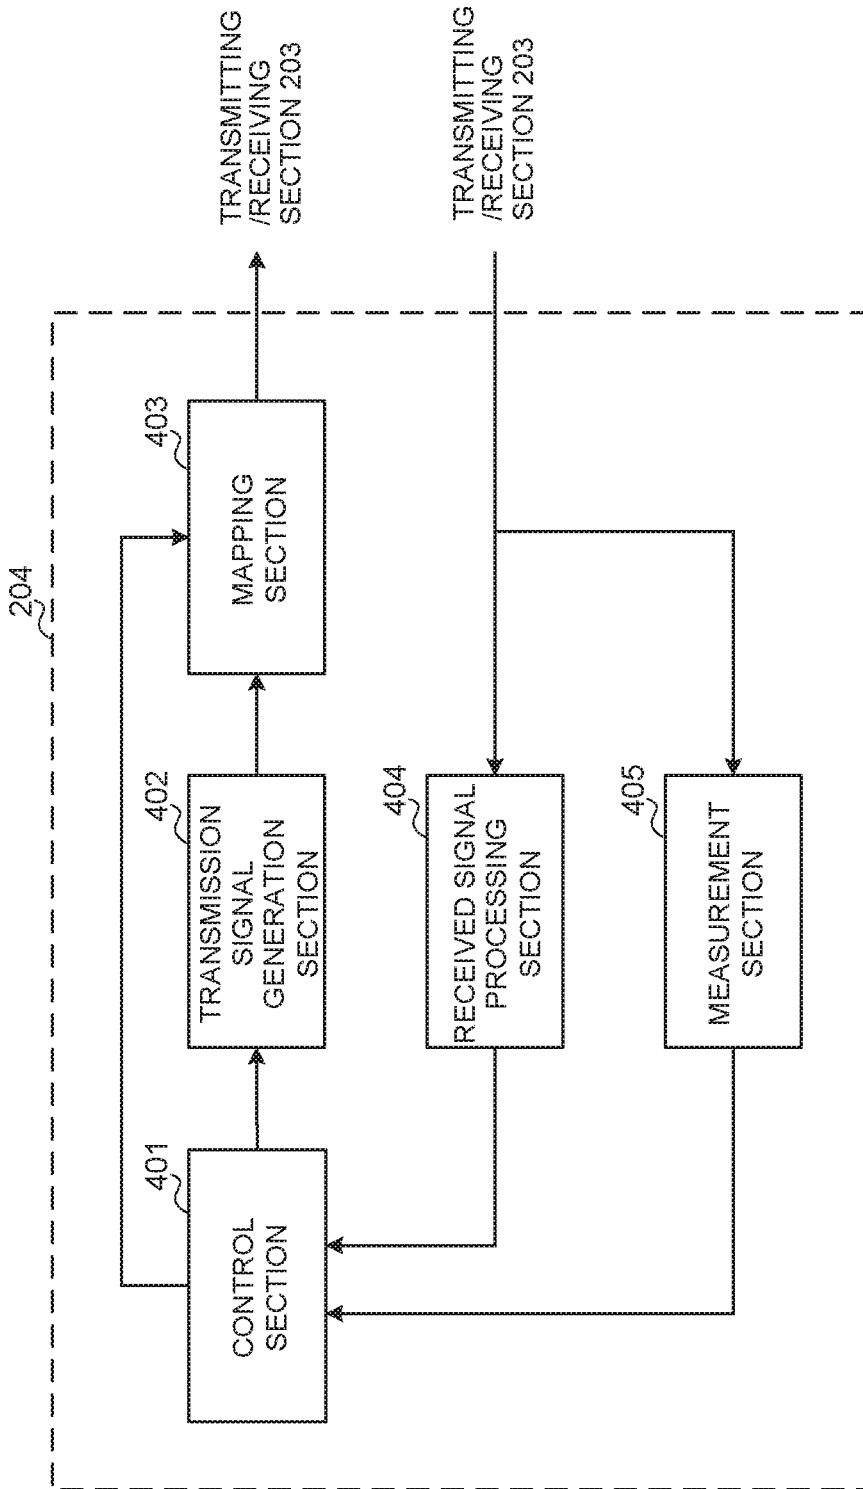 204
401
CONTROL
SECTION
402
TRANSMISSION
SIGNAL
GENERATION
SECTION
403
MAPPING
SECTION
TRANSMITTING
/RECEIVING
SECTION 203
404
RECEIVED SIGNAL
PROCESSING
SECTION
TRANSMITTING
/RECEIVING
SECTION 203
405
MEASUREMENT
SECTION